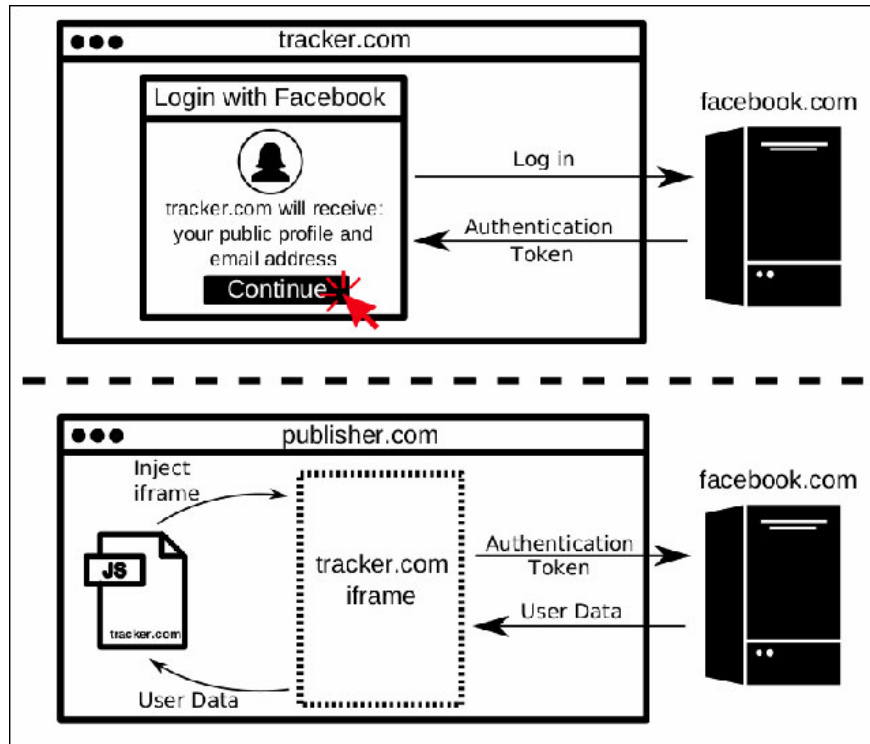 tracker.com
Login with Facebook
tracker.com will receive:
your public profile and
email address
Continue
Log in
Authentication
Token
facebook.com
publisher.com
Inject
iframe
JS
tracker.com
User Data
tracker.com
iframe
Authentication
Token
User Data
facebook.com